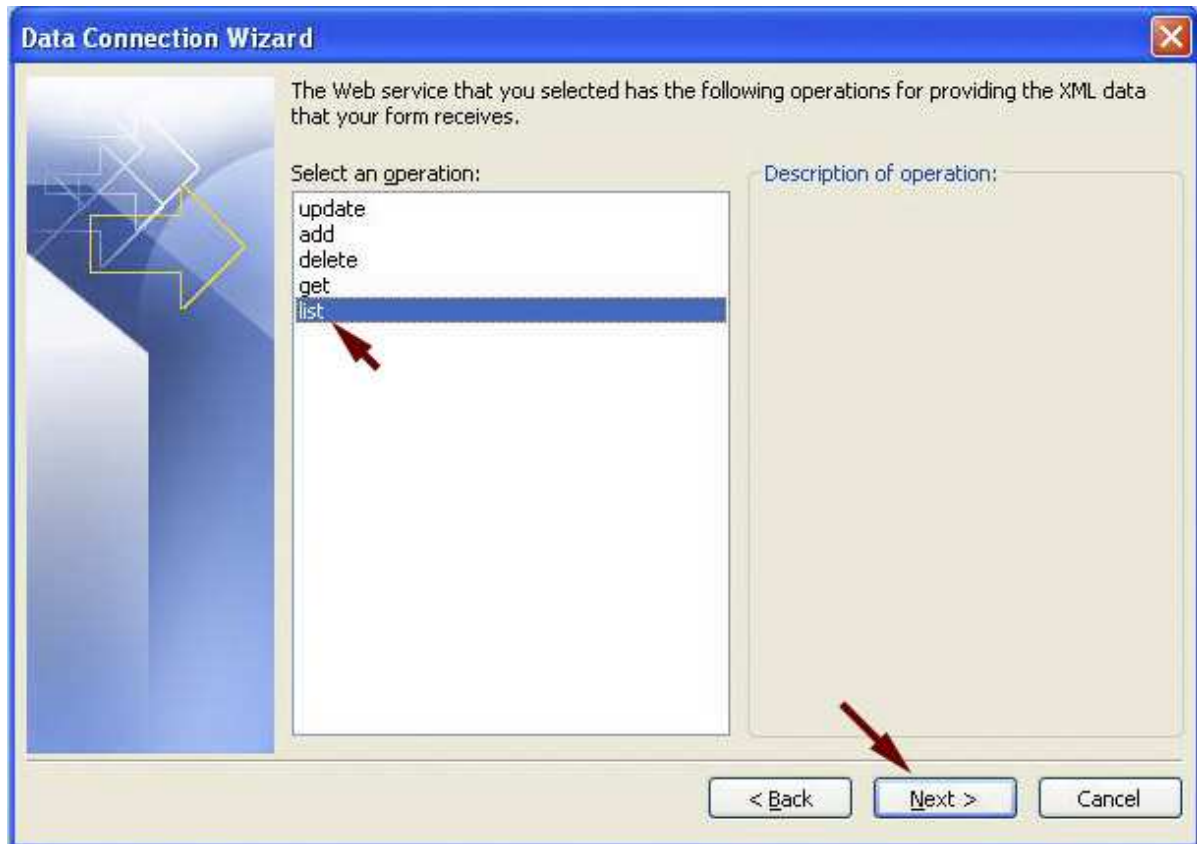 Data Connection Wizard
The Web service that you selected has the following operations for providing the XML data
that your form receives.
Select an operation:
update
add
delete
get
list
Description of operation:
< Back
Next >
Cancel